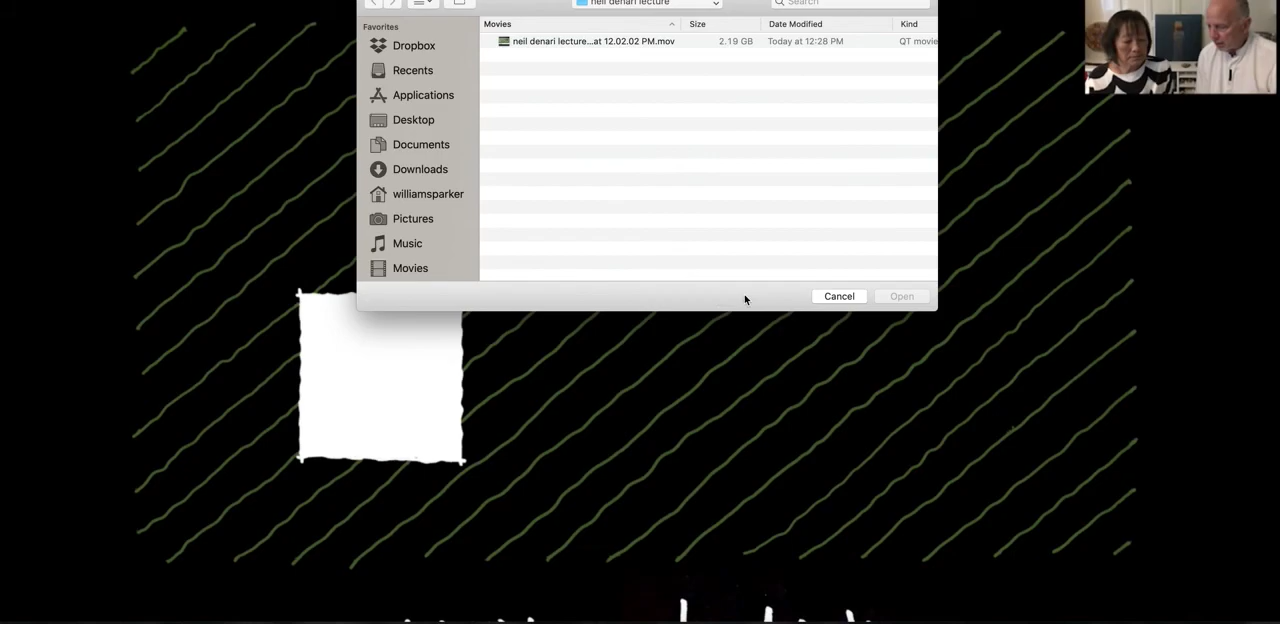 neil denari lecture
Search
Favorites
Movies Size Date Modified Kind
neil denari lecture...at 12.02.02 PM.mov 2.19 GB Today at 12:28 PM QT movie
Dropbox
Recents
Applications
Desktop
Documents
Downloads
williamsparker
Pictures
Music
Movies
Cancel Open